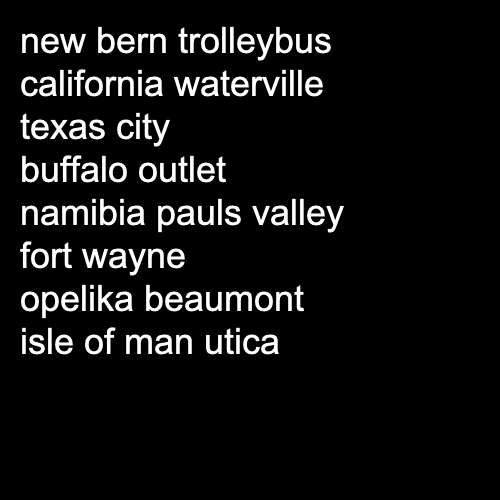 new bern trolleybus
california waterville
texas city
buffalo outlet
namibia pauls valley
fort wayne
opelika beaumont
isle of man utica